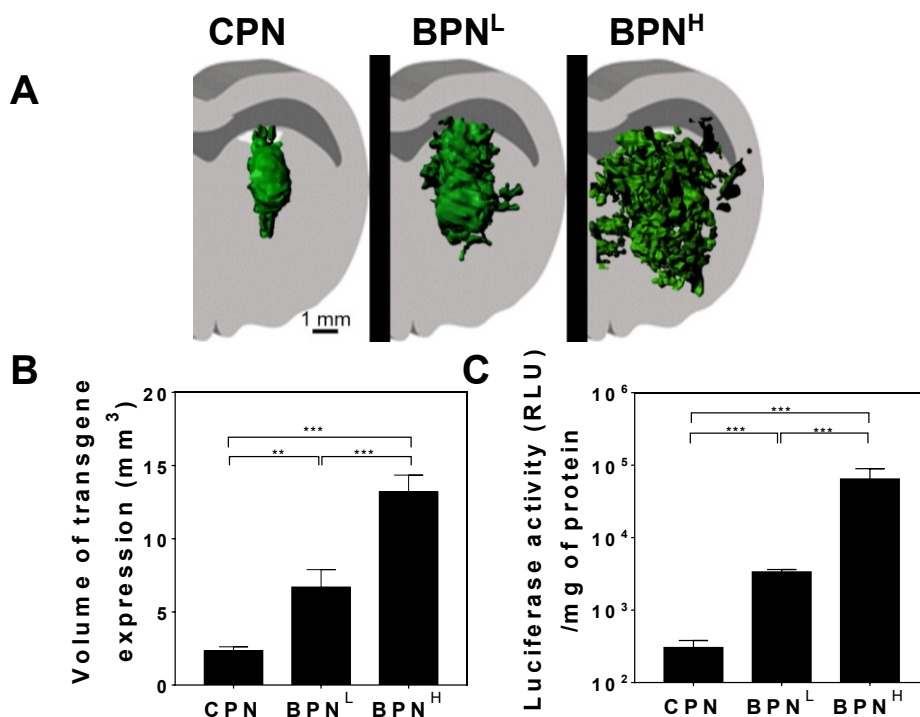 CPN BPN^L BPN^H
A
1 mm
B
Volume of transgene
expression (mm^3)
20
15
10
5
0
***
** ***
CPN BPN^L BPN^H
C
Luciferase activity (RLU)
/mg of protein
10^6
10^5
10^4
10^3
10^2
***
*** ***
CPN BPN^L BPN^H